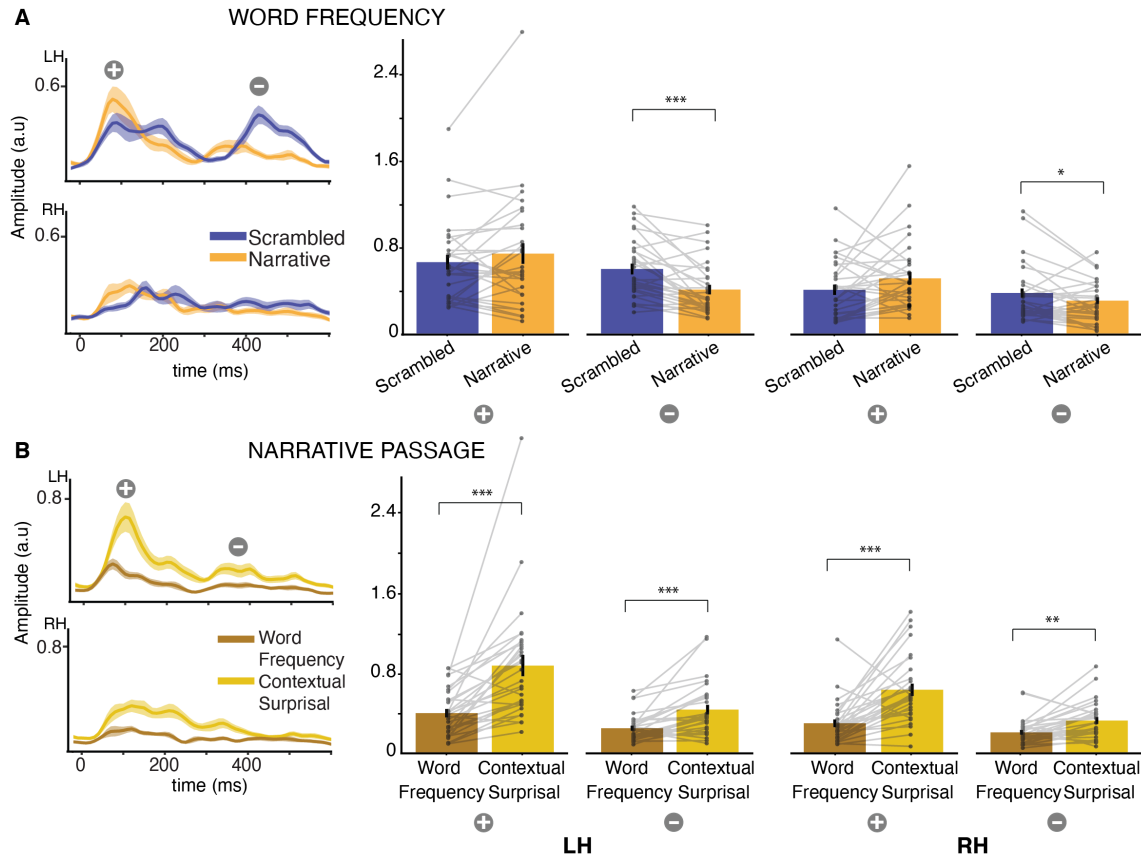 A
WORD FREQUENCY
LH
0.6
Amplitude (a.u)
RH
0.6
Scrambled
Narrative
0 200 400
time (ms)
2.4
1.6
0.8
0
***
*
Scrambled Narrative Scrambled Narrative Scrambled Narrative Scrambled Narrative
+ − + −
B
NARRATIVE PASSAGE
LH
0.8
Amplitude (a.u)
RH
0.8
Word
Frequency
Contextual
Surprisal
0 200 400
time (ms)
2.4
1.6
0.8
0
***
***
***
**
Word Contextual Word Contextual Word Contextual Word Contextual
Frequency Surprisal Frequency Surprisal Frequency Surprisal Frequency Surprisal
+ − + −
LH RH